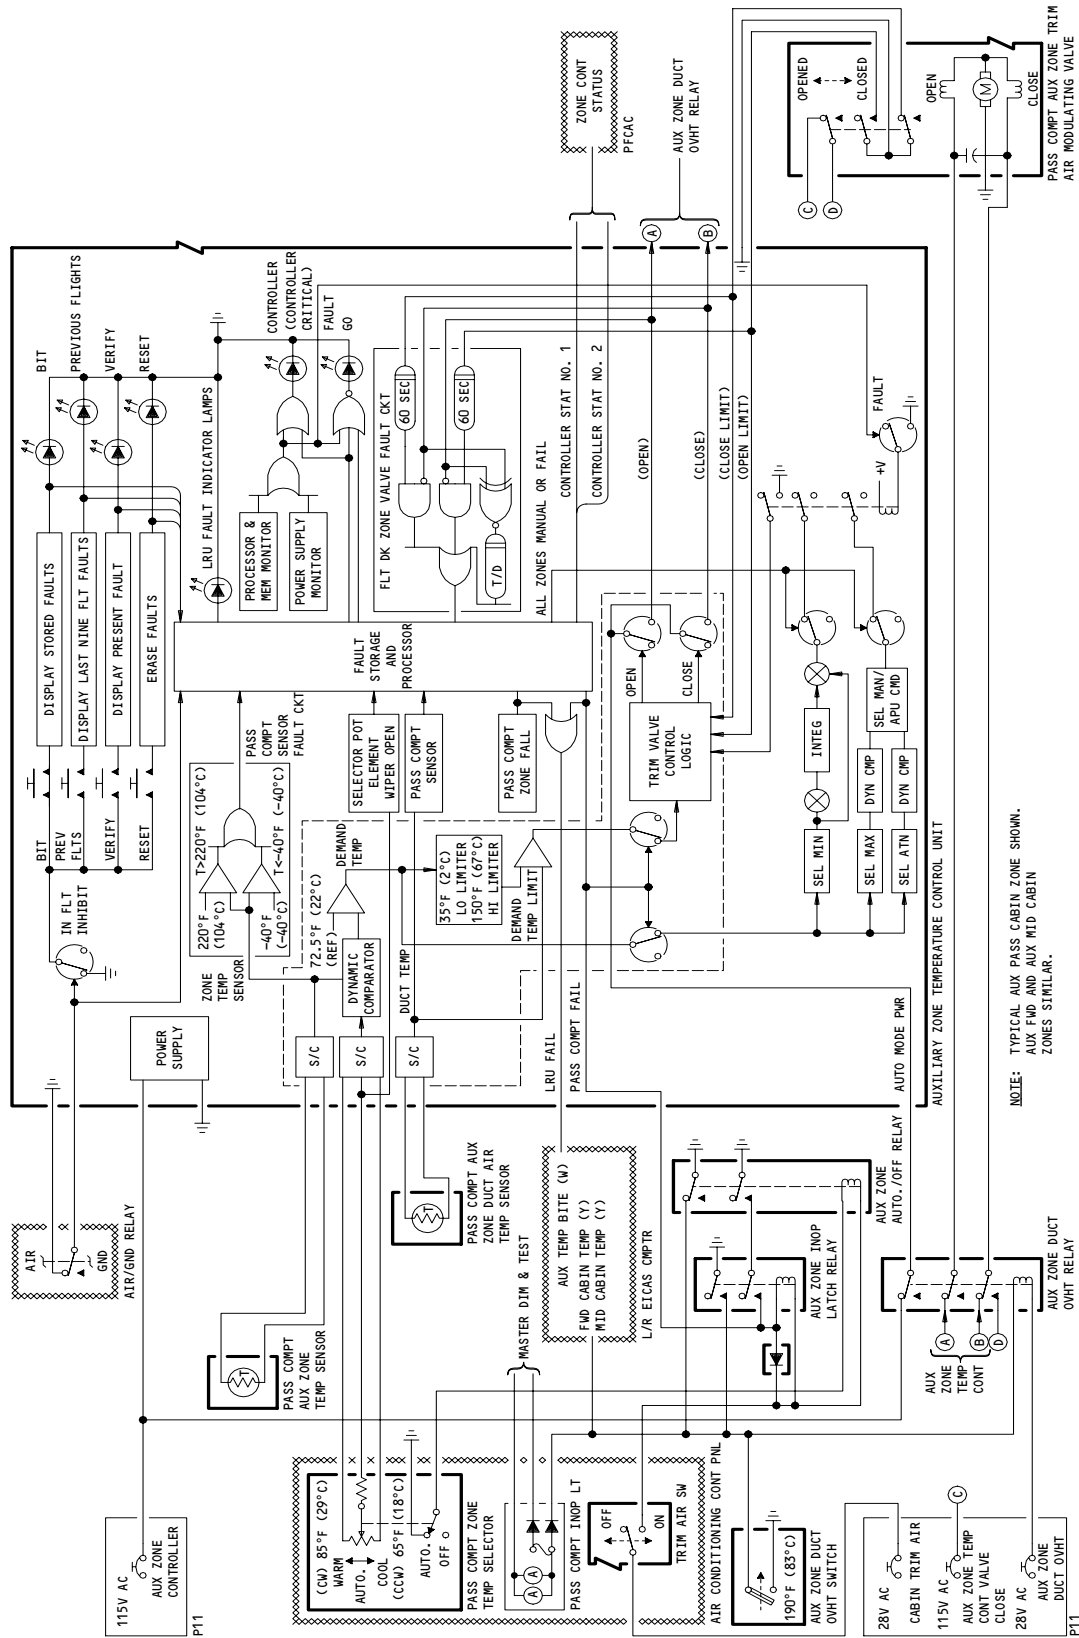 115V AC
AUX ZONE
CONTROLLER
P11
AIR
GND
AIR/GND RELAY
PASS COMPT
AUX ZONE
TEMP SENSOR
(CW) 85°F (29°C)
WARM
COOL
(CCW) 65°F (18°C)
AUTO.
OFF
PASS COMPT ZONE
TEMP SELECTOR
A
A
PASS COMPT INOP LT
MASTER DIM & TEST
OFF
ON
TRIM AIR SW
AIR CONDITIONING CONT PNL
190°F (83°C)
AUX ZONE DUCT
OVHT SWITCH
28V AC
CABIN TRIM AIR
115V AC
C
AUX ZONE TEMP
CONT VALVE
CLOSE
28V AC
AUX ZONE
DUCT OVHT
P11
T
T
PASS COMPT AUX
ZONE DUCT AIR
TEMP SENSOR
AUX TEMP BITE (W)
FWD CABIN TEMP (Y)
MID CABIN TEMP (Y)
L/R EICAS CMPTR
AUX ZONE INOP
LATCH RELAY
AUX ZONE
AUTO./OFF RELAY
A
B
D
AUX
ZONE
TEMP
CONT
AUX ZONE DUCT
OVHT RELAY
POWER
SUPPLY
IN FLT
INHIBIT
BIT
PREV
FLTS
VERIFY
RESET
DISPLAY STORED FAULTS
DISPLAY LAST NINE FLT FAULTS
DISPLAY PRESENT FAULT
ERASE FAULTS
BIT
PREVIOUS FLIGHTS
VERIFY
RESET
LRU FAULT INDICATOR LAMPS
ZONE
TEMP
SENSOR
220°F
(104°C)
-40°F
(-40°C)
T>220°F (104°C)
T<-40°F (-40°C)
PASS
COMPT
SENSOR
FAULT CKT
PROCESSOR &
MEM MONITOR
POWER SUPPLY
MONITOR
CONTROLLER
(CONTROLLER
CRITICAL)
FAULT
GO
S/C
S/C
S/C
72.5°F (22°C)
(REF)
DYNAMIC
COMPARATOR
DEMAND
TEMP
DUCT TEMP
35°F (2°C)
LO LIMITER
150°F (67°C)
HI LIMITER
DEMAND
TEMP LIMIT
SELECTOR POT
ELEMENT
WIPER OPEN
PASS COMPT
SENSOR
PASS COMPT
ZONE FALL
FAULT
STORAGE
AND
PROCESSOR
60 SEC
60 SEC
T/D
FLT DK ZONE VALVE FAULT CKT
LRU FAIL
PASS COMPT FAIL
ALL ZONES MANUAL OR FAIL
CONTROLLER STAT NO. 1
CONTROLLER STAT NO. 2
ZONE CONT
STATUS
PFCAC
(OPEN)
(CLOSE)
(CLOSE LIMIT)
(OPEN LIMIT)
A
B
AUX ZONE DUCT
OVHT RELAY
OPEN
CLOSE
TRIM VALVE
CONTROL
LOGIC
SEL MIN
INTEG
SEL MAX
DYN CMP
SEL ATN
DYN CMP
SEL MAN/
APU CMD
+V
FAULT
AUTO MODE PWR
AUXILIARY ZONE TEMPERATURE CONTROL UNIT
C
D
OPENED
CLOSED
OPEN
M
CLOSE
PASS COMPT AUX ZONE TRIM
AIR MODULATING VALVE
NOTE: TYPICAL AUX PASS CABIN ZONE SHOWN.
AUX FWD AND AUX MID CABIN
ZONES SIMILAR.